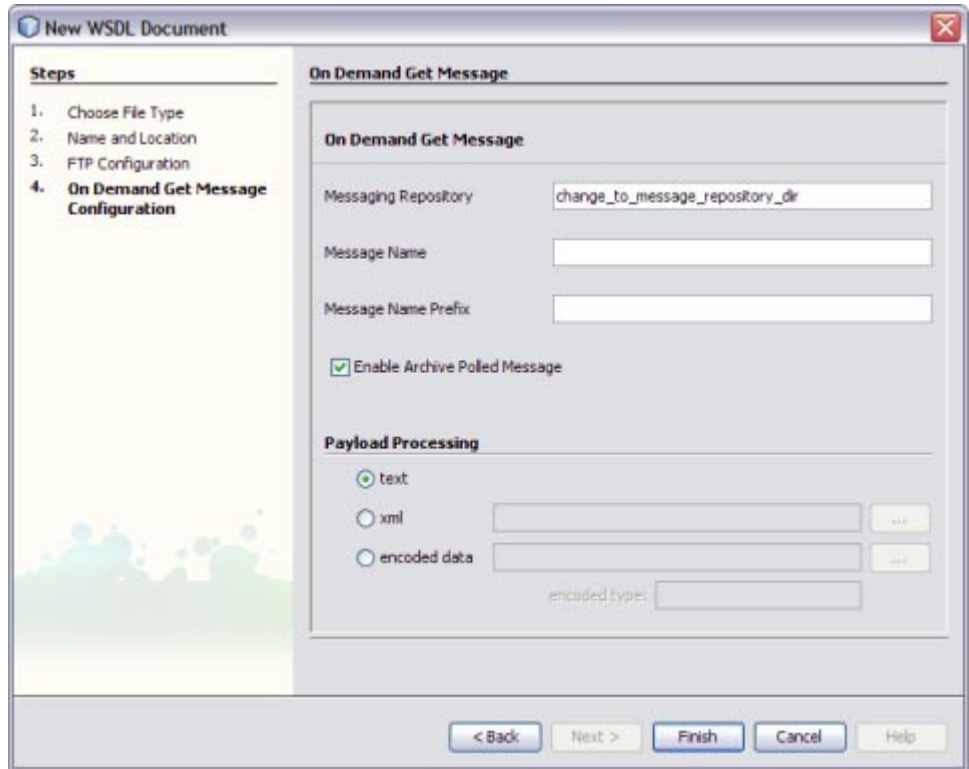 New WSDL Document
Steps
1. Choose File Type
2. Name and Location
3. FTP Configuration
4. On Demand Get Message
Configuration
On Demand Get Message
On Demand Get Message
Messaging Repository change_to_message_repository_dir
Message Name
Message Name Prefix
Enable Archive Polled Message
Payload Processing
text
xml ...
encoded data ...
encoded type:
< Back Next > Finish Cancel Help